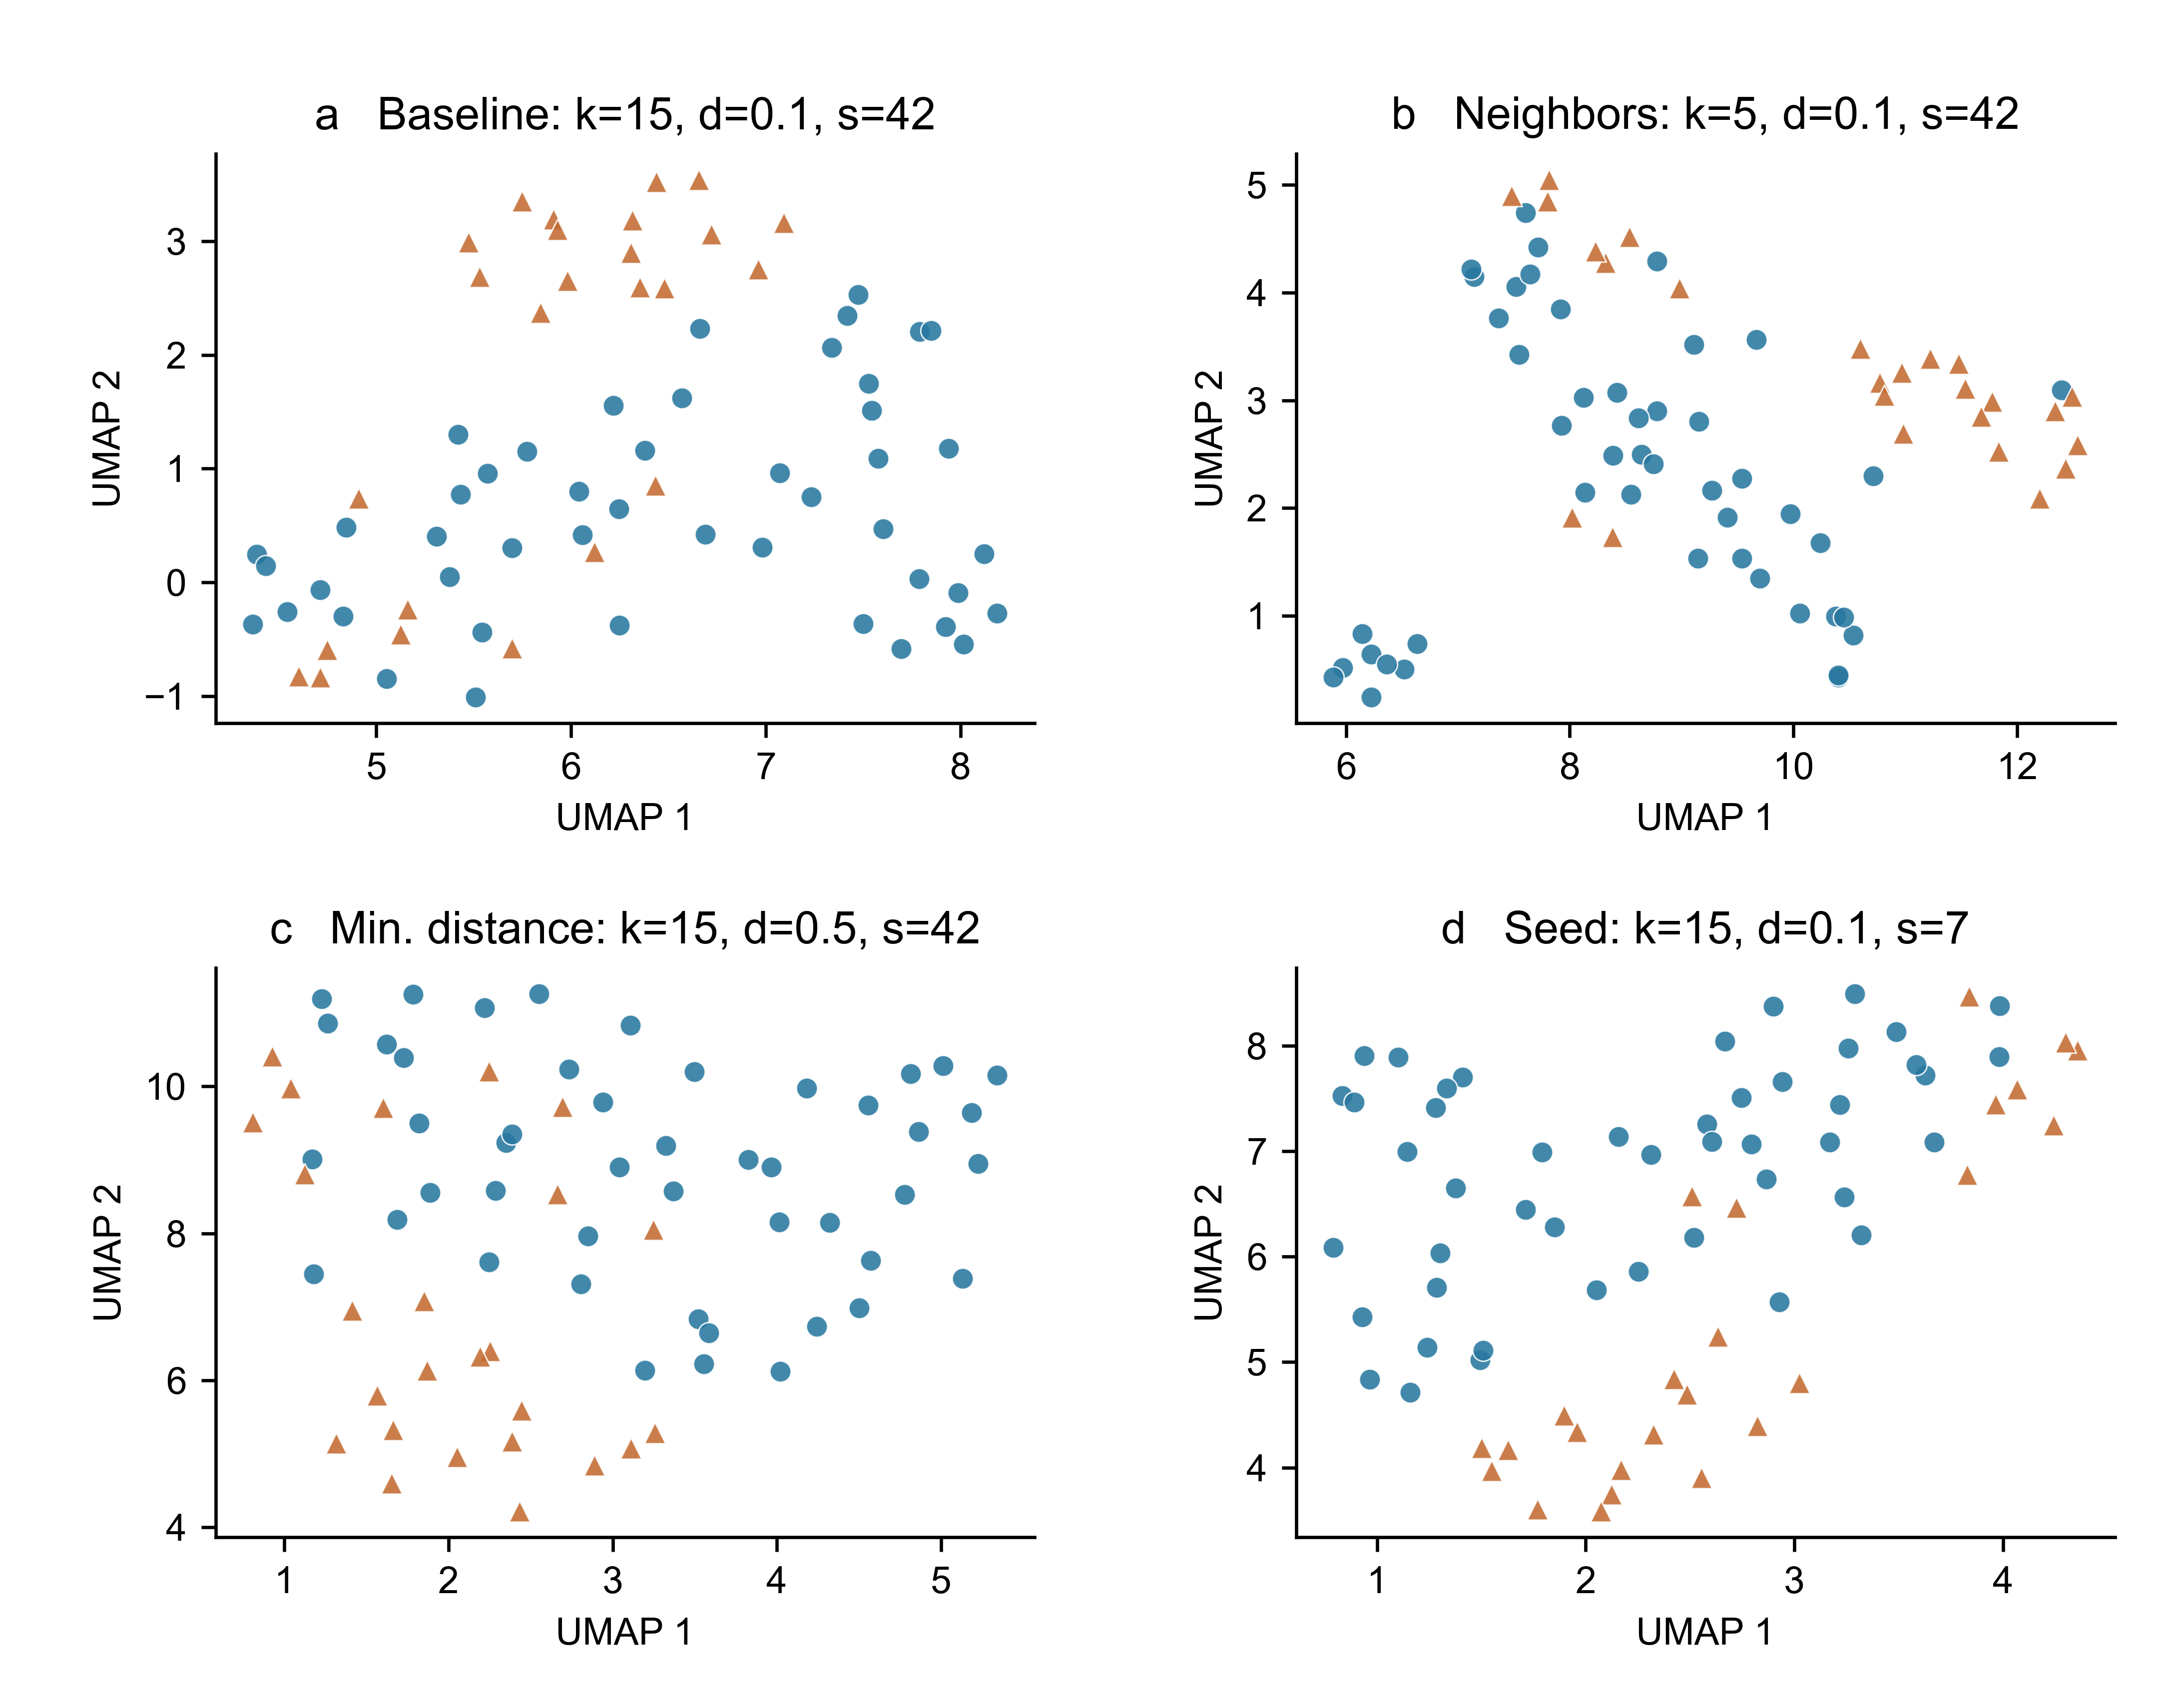 a Baseline: k=15, d=0.1, s=42
3
2
1
0
−1
UMAP 2
5 6 7 8
UMAP 1
b Neighbors: k=5, d=0.1, s=42
5
4
3
2
1
UMAP 2
6 8 10 12
UMAP 1
c Min. distance: k=15, d=0.5, s=42
10
8
6
4
UMAP 2
1 2 3 4 5
UMAP 1
d Seed: k=15, d=0.1, s=7
8
7
6
5
4
UMAP 2
1 2 3 4
UMAP 1